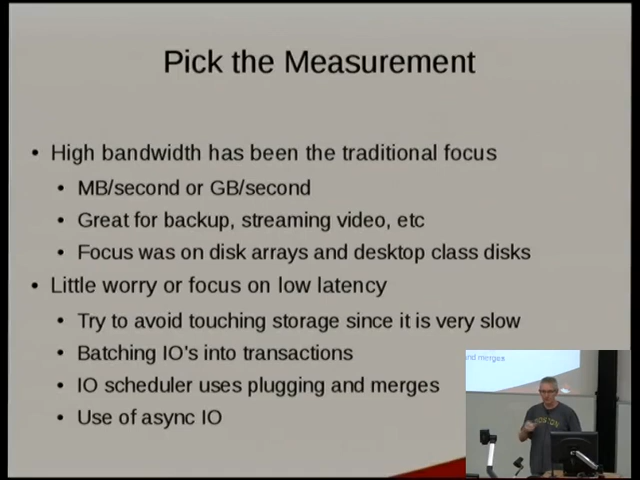 Pick the Measurement
• High bandwidth has been the traditional focus
• MB/second or GB/second
• Great for backup, streaming video, etc
• Focus was on disk arrays and desktop class disks
• Little worry or focus on low latency
• Try to avoid touching storage since it is very slow
• Batching IO's into transactions
• IO scheduler uses plugging and merges
• Use of async IO
and merges